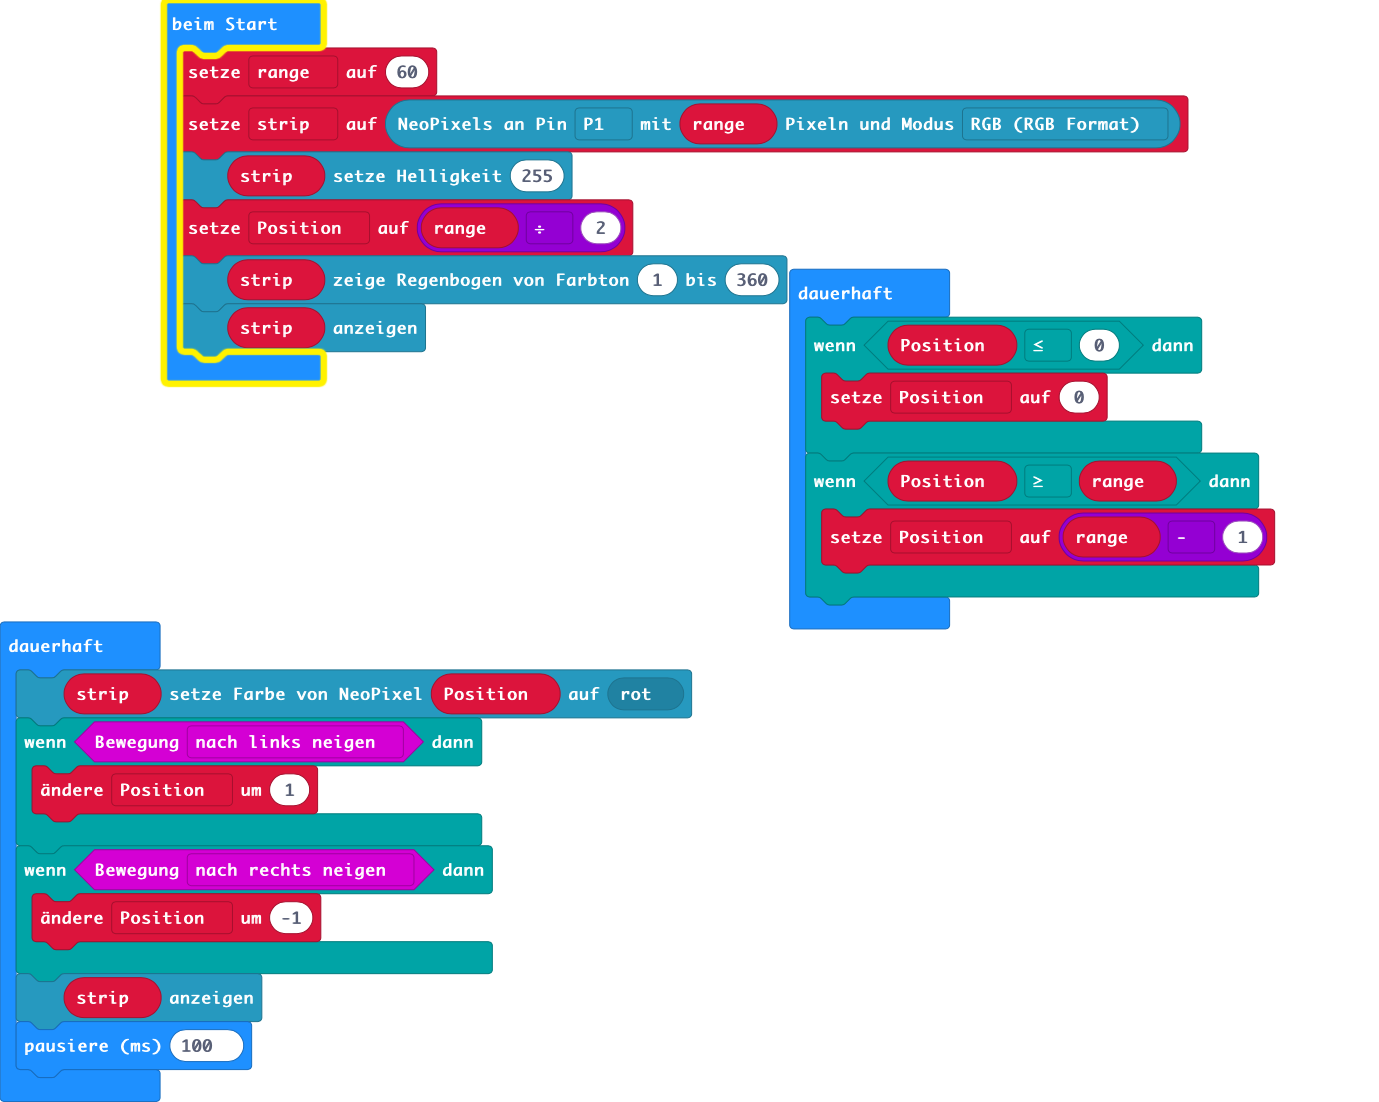 beim Start
setze range auf 60
setze strip auf NeoPixels an Pin P1 mit range Pixeln und Modus RGB (RGB Format)
strip setze Helligkeit 255
setze Position auf range ÷ 2
strip zeige Regenbogen von Farbton 1 bis 360
strip anzeigen
dauerhaft
wenn Position ≤ 0 dann
setze Position auf 0
wenn Position ≥ range dann
setze Position auf range - 1
dauerhaft
strip setze Farbe von NeoPixel Position auf rot
wenn Bewegung nach links neigen dann
ändere Position um 1
wenn Bewegung nach rechts neigen dann
ändere Position um -1
strip anzeigen
pausiere (ms) 100